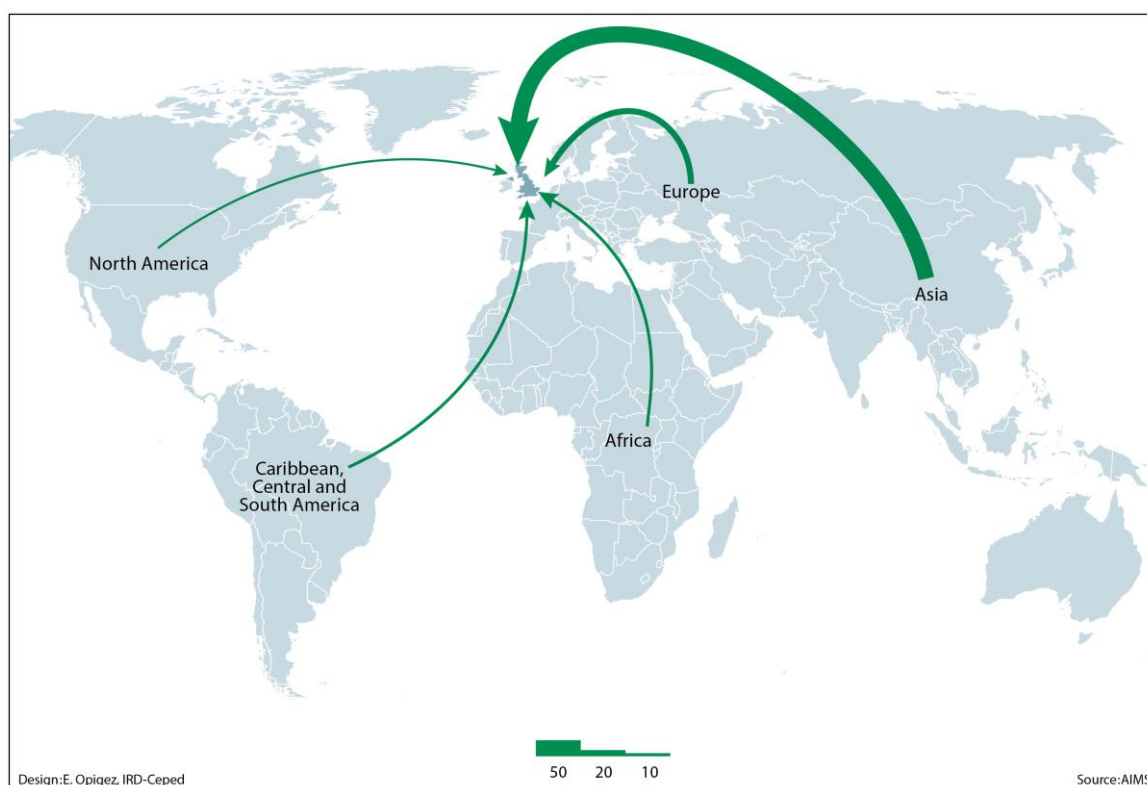 North America
Europe
Asia
Africa
Caribbean,
Central and
South America
50 20 10
Design:E. Opigez, IRD-Ceped
Source:AIMS